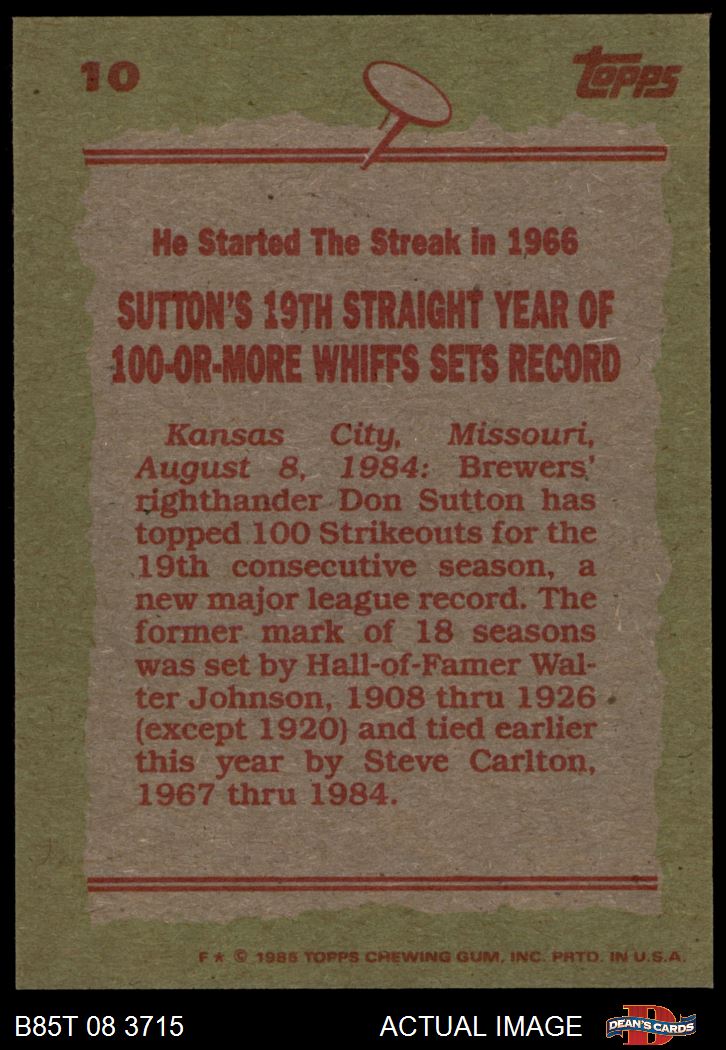 10
Topps
He Started The Streak in 1966
SUTTON'S 19TH STRAIGHT YEAR OF
100-OR-MORE WHIFFS SETS RECORD
Kansas City, Missouri,
August 8, 1984: Brewers'
righthander Don Sutton has
topped 100 Strikeouts for the
19th consecutive season, a
new major league record. The
former mark of 18 seasons
was set by Hall-of-Famer Wal-
ter Johnson, 1908 thru 1926
(except 1920) and tied earlier
this year by Steve Carlton,
1967 thru 1984.
F★ © 1985 TOPPS CHEWING GUM, INC. PRTD. IN U.S.A.
B85T 08 3715
ACTUAL IMAGE
D
DEAN'S CARDS